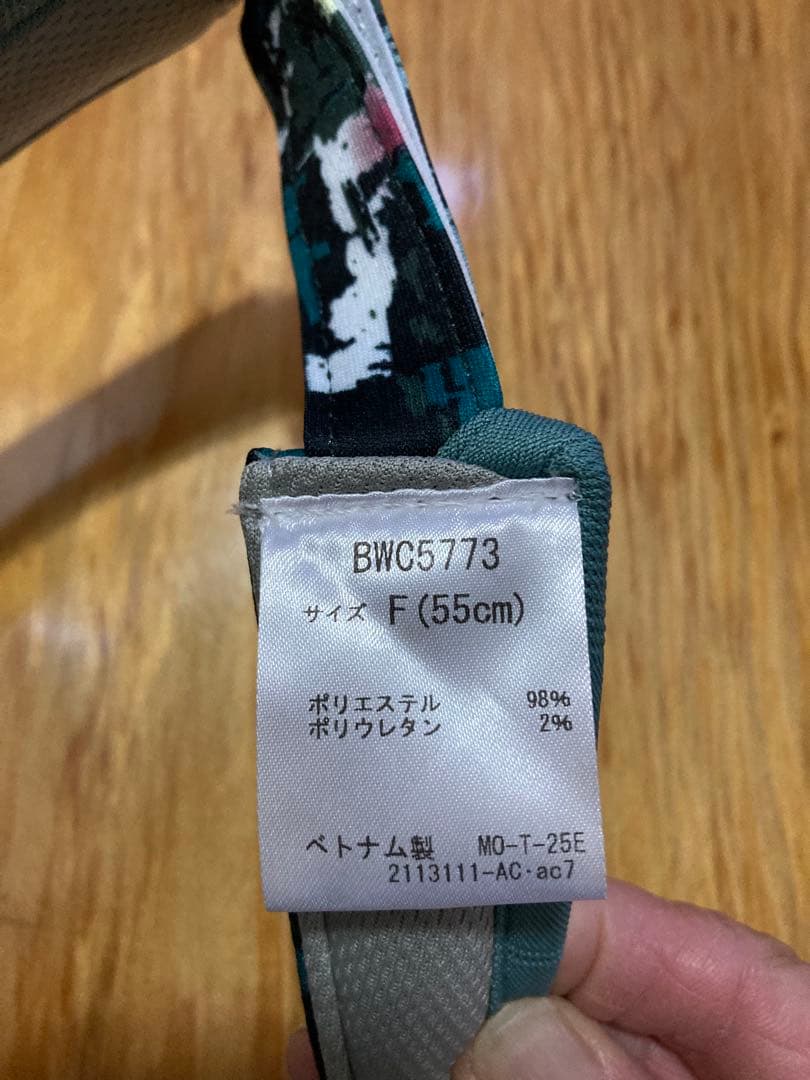 BWC5773
サイズ F(55cm)
ポリエステル 98%
ポリウレタン 2%
ベトナム製 MO-T-25E
2113111-AC・ac7